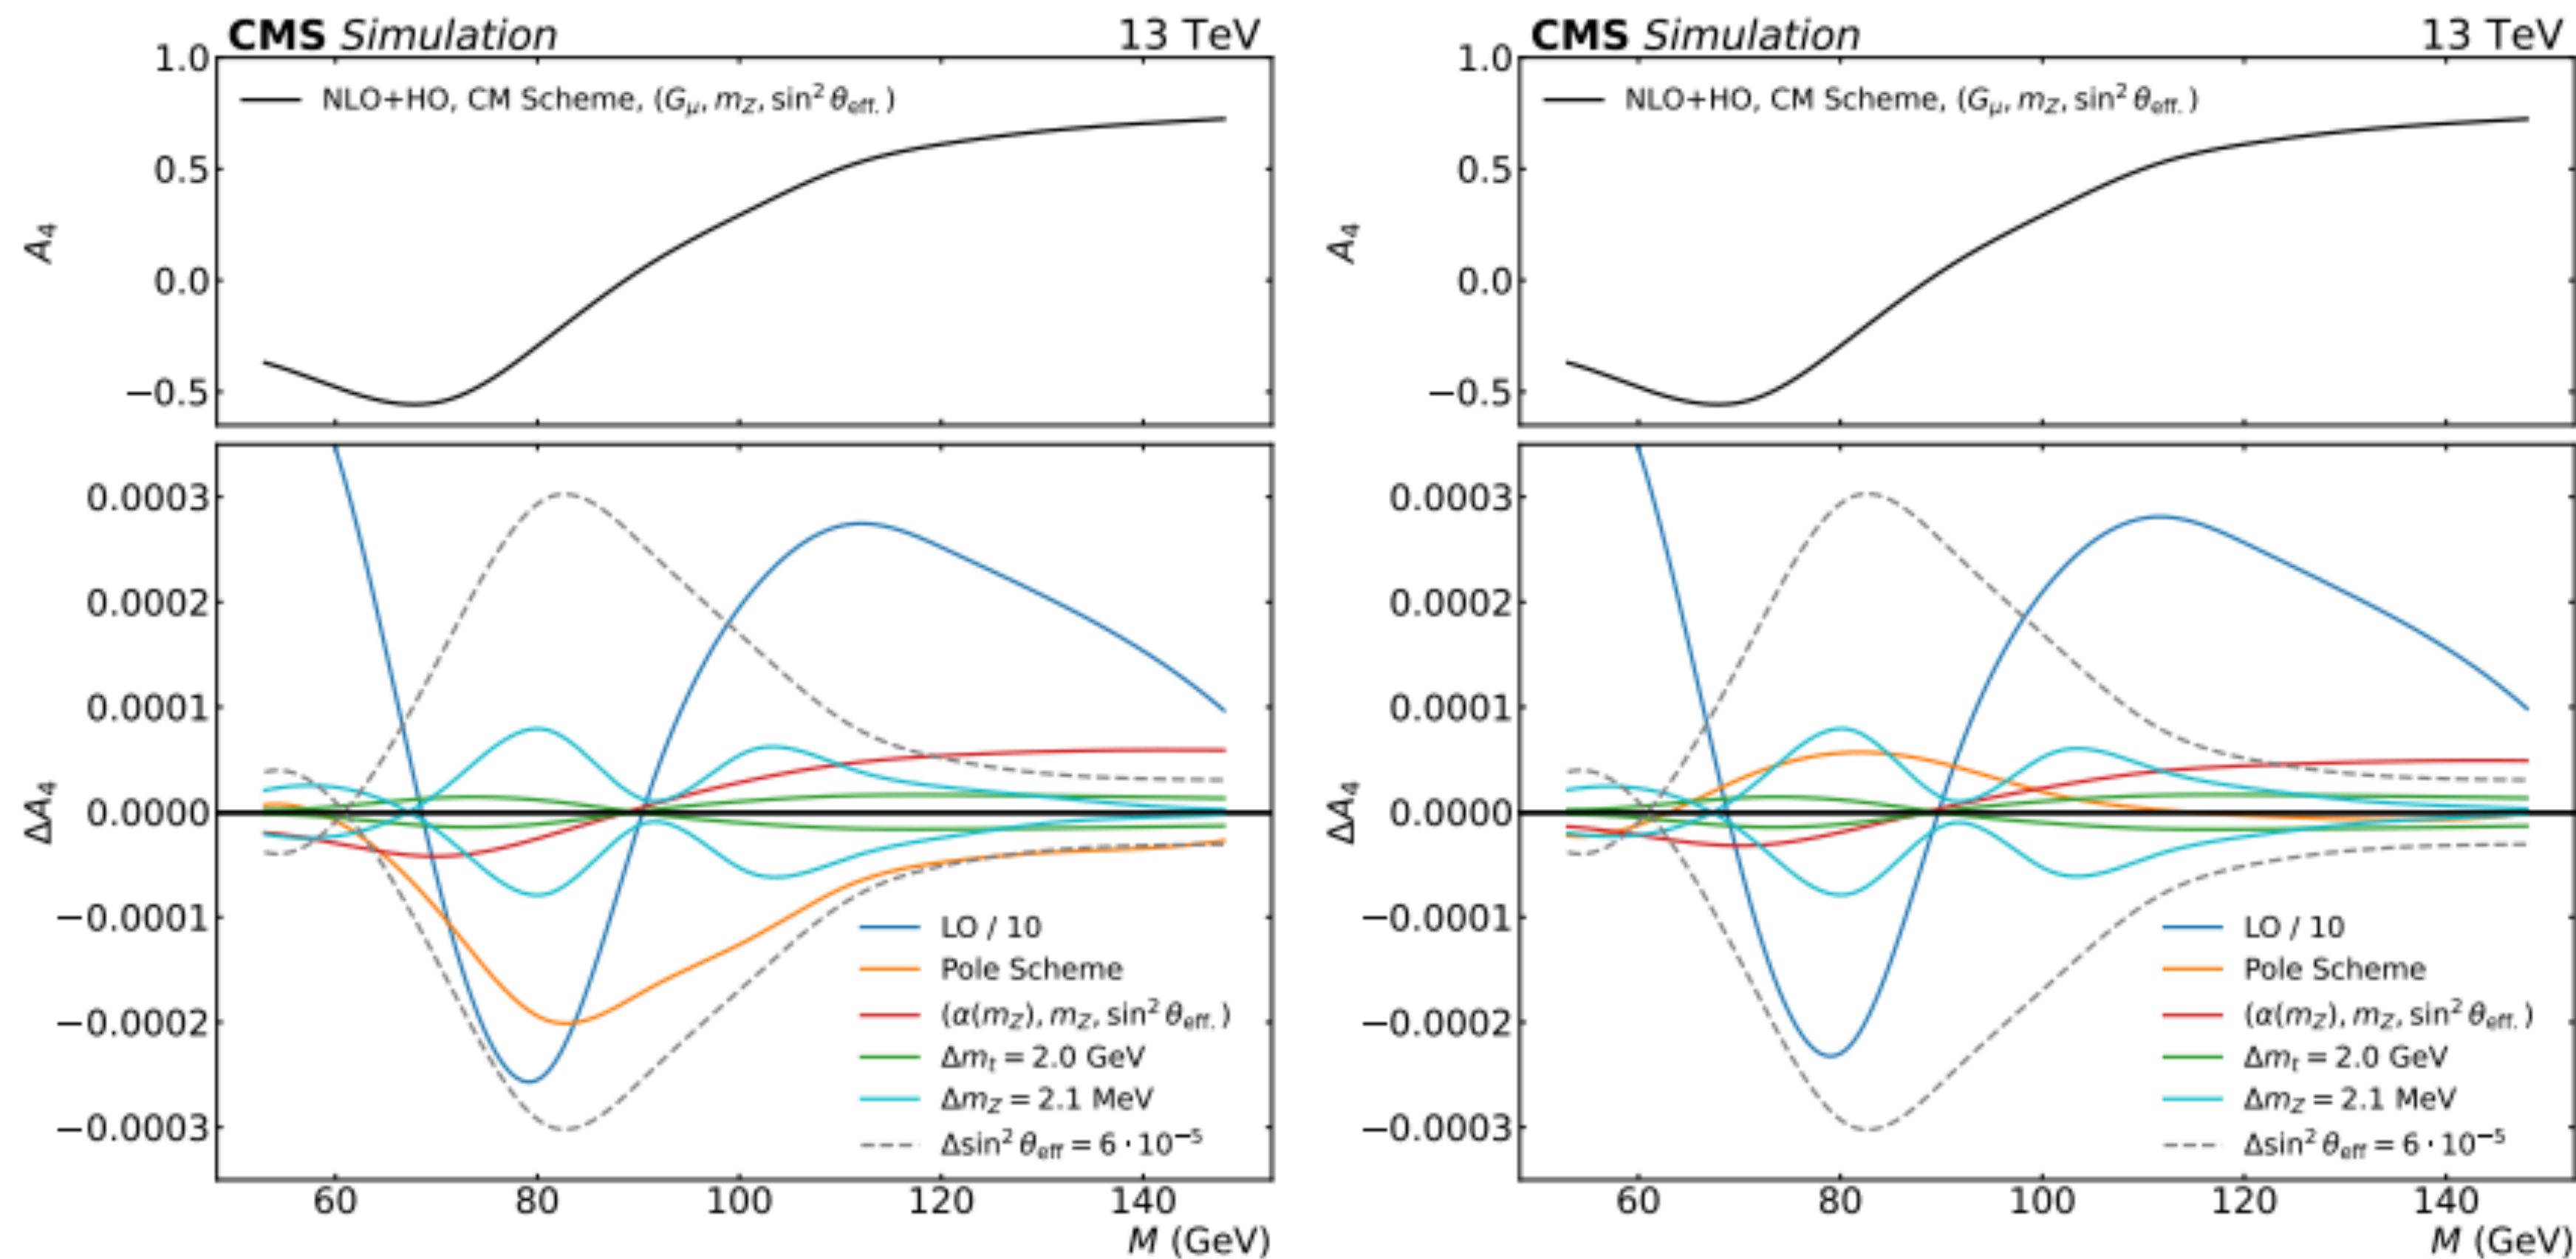 CMS Simulation 13 TeV
1.0
NLO+HO, CM Scheme, (Gμ, mZ, sin² θeff.)
0.5
A₄
0.0
−0.5
0.0003
0.0002
0.0001
ΔA₄
0.0000
−0.0001
−0.0002
−0.0003
LO / 10
Pole Scheme
(α(mZ), mZ, sin² θeff.)
Δmt = 2.0 GeV
ΔmZ = 2.1 MeV
Δsin² θeff = 6 · 10⁻⁵
60 80 100 120 140
M (GeV)
CMS Simulation 13 TeV
1.0
NLO+HO, CM Scheme, (Gμ, mZ, sin² θeff.)
0.5
A₄
0.0
−0.5
0.0003
0.0002
0.0001
ΔA₄
0.0000
−0.0001
−0.0002
−0.0003
LO / 10
Pole Scheme
(α(mZ), mZ, sin² θeff.)
Δmt = 2.0 GeV
ΔmZ = 2.1 MeV
Δsin² θeff = 6 · 10⁻⁵
60 80 100 120 140
M (GeV)